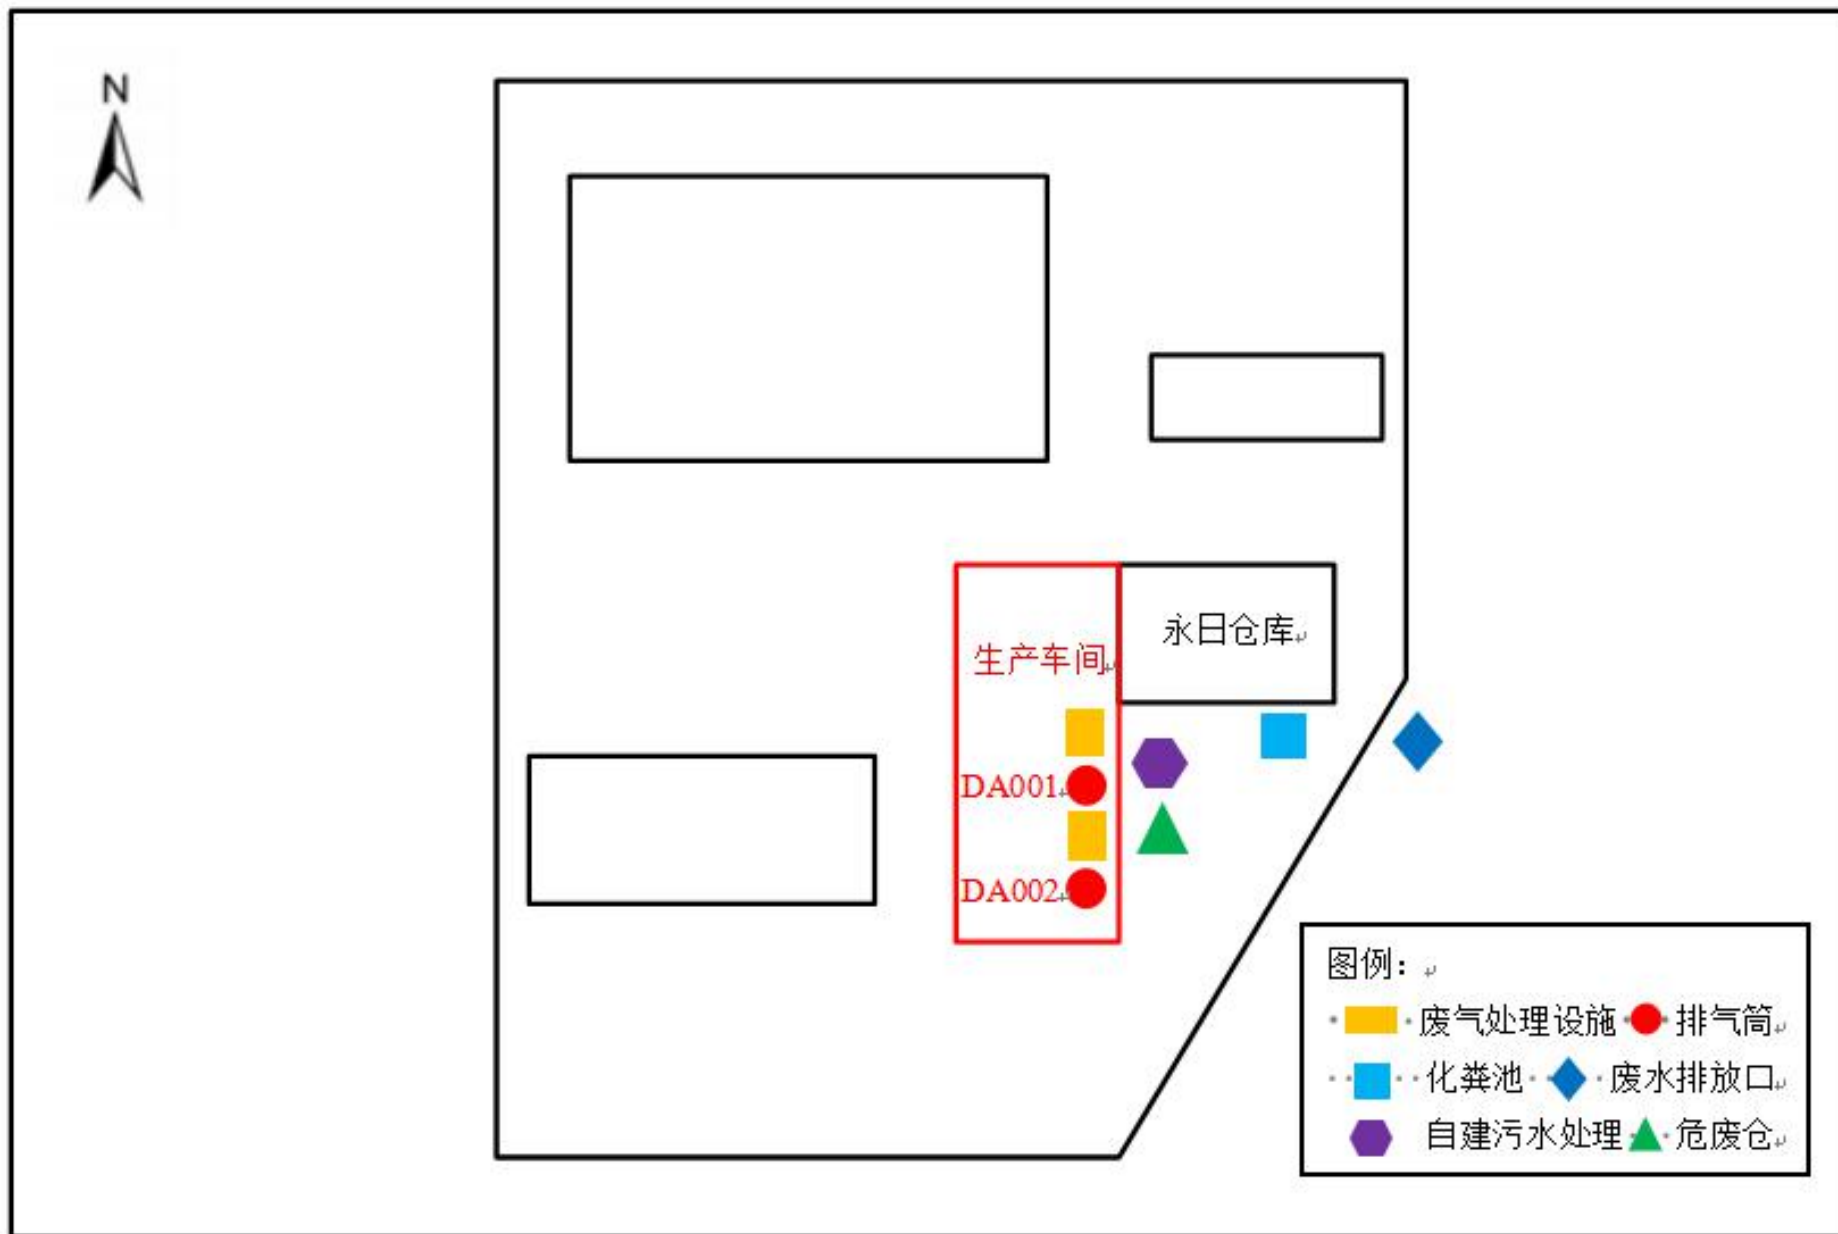 N
永日仓库
生产车间
DA001
DA002
图例：
废气处理设施 排气筒
化粪池 废水排放口
自建污水处理 危废仓